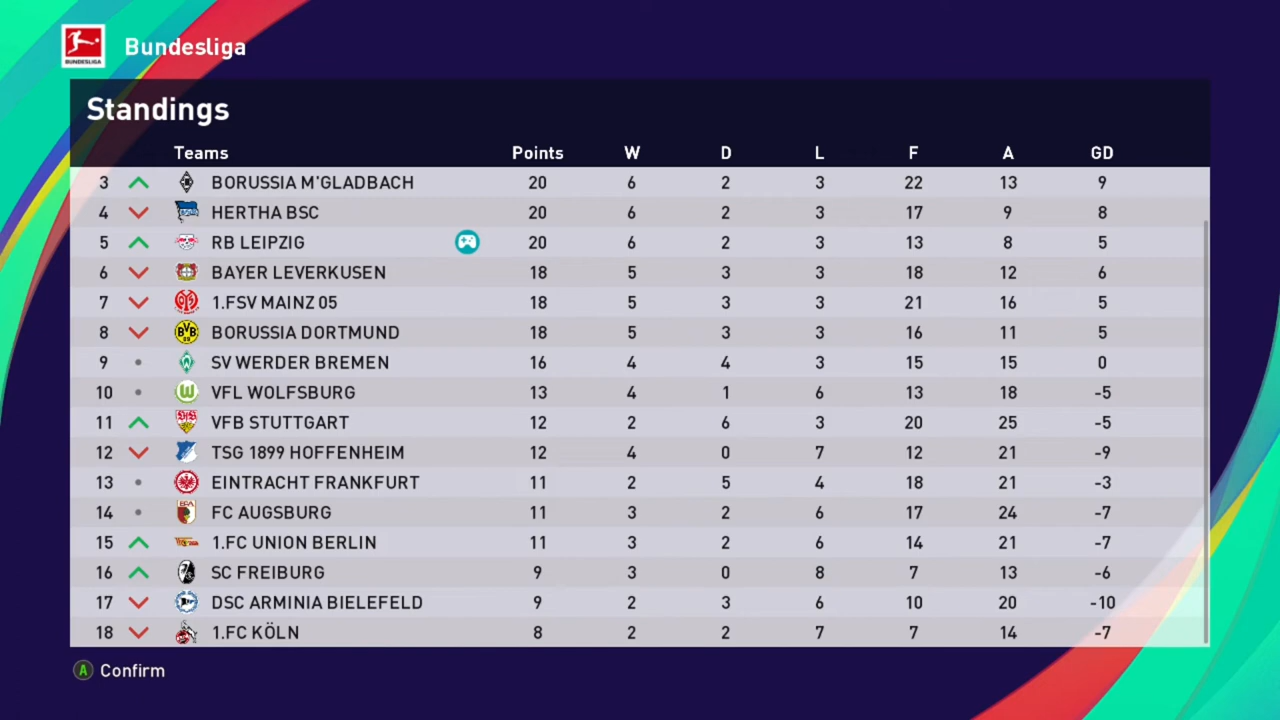 BUNDESLIGA
Bundesliga
Standings
Teams Points W D L F A GD
3 BORUSSIA M'GLADBACH 20 6 2 3 22 13 9
4 HERTHA BSC 20 6 2 3 17 9 8
5 RB LEIPZIG 20 6 2 3 13 8 5
6 BAYER LEVERKUSEN 18 5 3 3 18 12 6
7 1.FSV MAINZ 05 18 5 3 3 21 16 5
8 BVB 09 BORUSSIA DORTMUND 18 5 3 3 16 11 5
9 W SV WERDER BREMEN 16 4 4 3 15 15 0
10 W VFL WOLFSBURG 13 4 1 6 13 18 -5
11 VFB STUTTGART 12 2 6 3 20 25 -5
12 TSG 1899 HOFFENHEIM 12 4 0 7 12 21 -9
13 EINTRACHT FRANKFURT 11 2 5 4 18 21 -3
14 FCA FC AUGSBURG 11 3 2 6 17 24 -7
15 1.FC UNION BERLIN 11 3 2 6 14 21 -7
16 SC FREIBURG 9 3 0 8 7 13 -6
17 DSC ARMINIA BIELEFELD 9 2 3 6 10 20 -10
18 1.FC KÖLN 8 2 2 7 7 14 -7
A Confirm